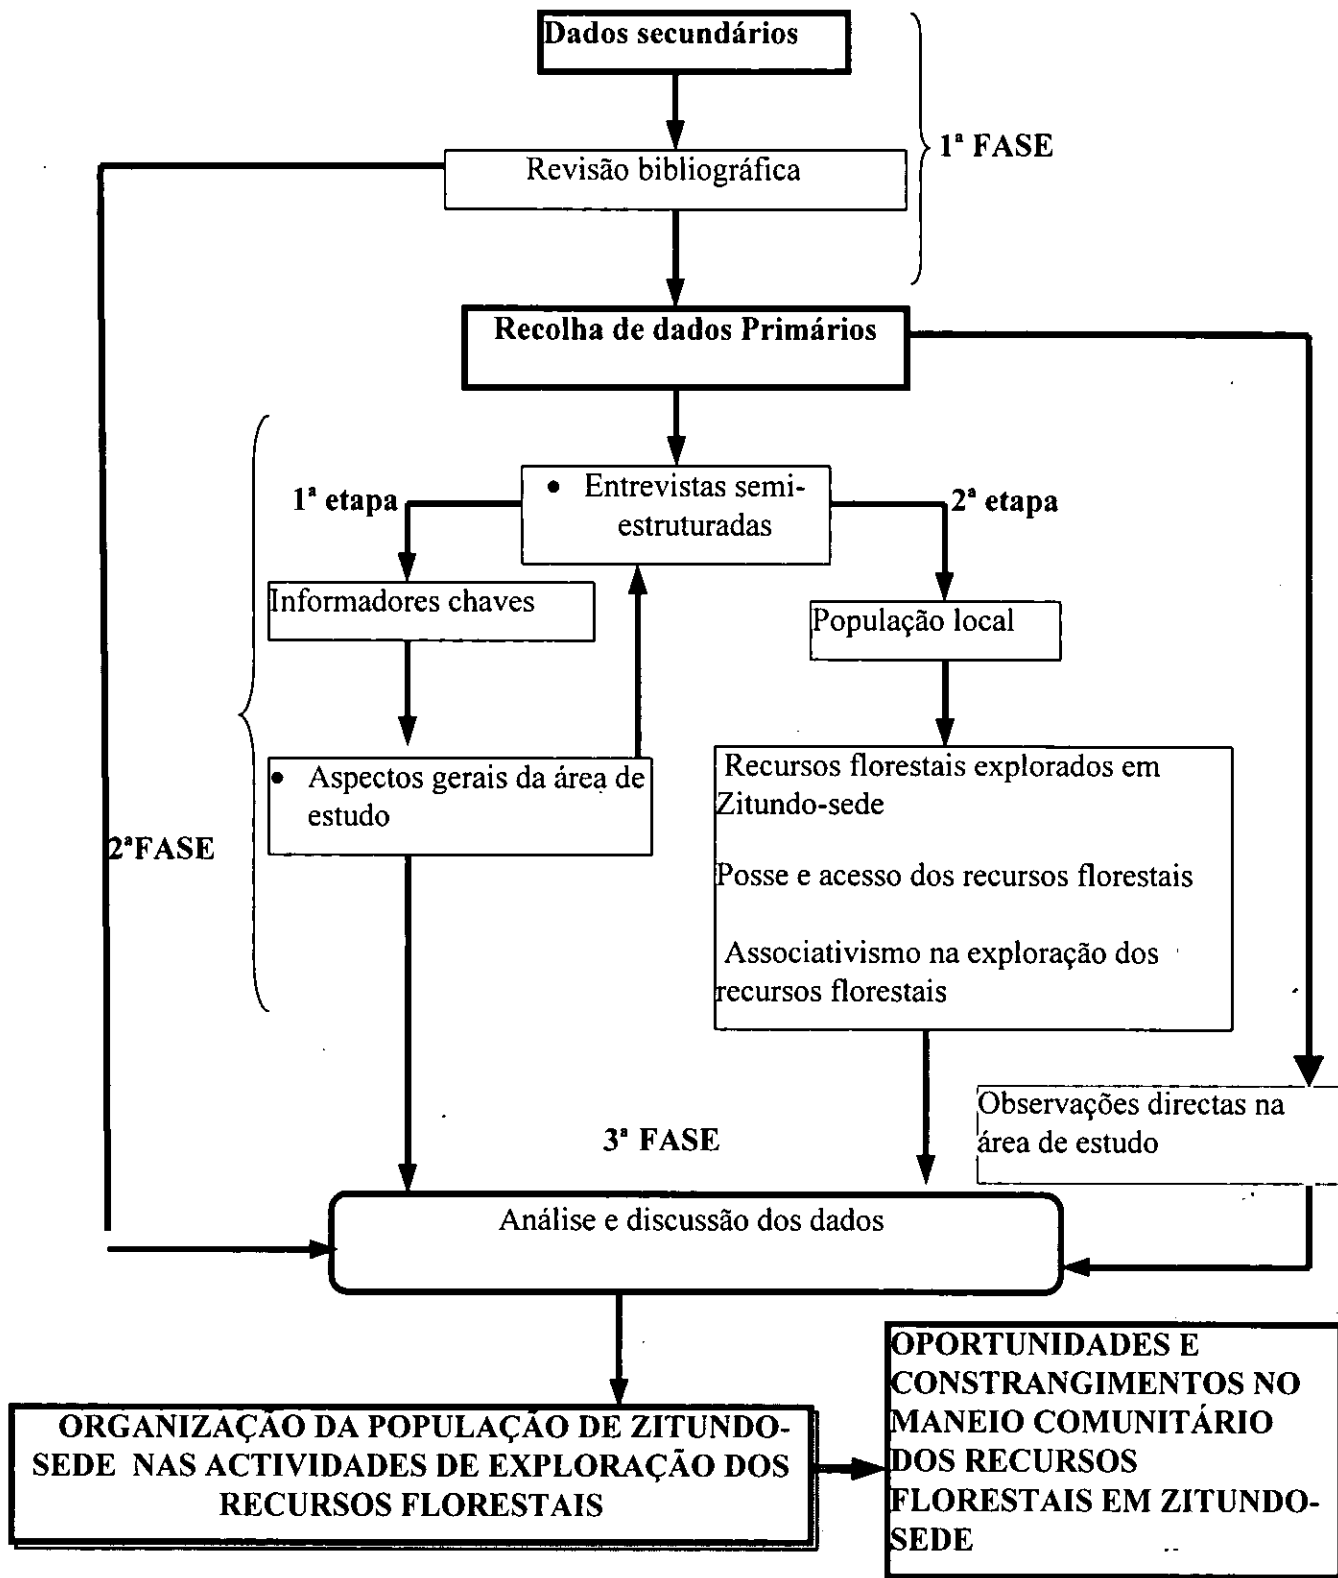 Dados secundários
1ª FASE
Revisão bibliográfica
Recolha de dados Primários
1ª etapa
• Entrevistas semi-
estruturadas
2ª etapa
Informadores chaves
População local
• Aspectos gerais da área de
estudo
2ªFASE
Recursos florestais explorados em
Zitundo-sede
Posse e acesso dos recursos florestais
Associativismo na exploração dos
recursos florestais
Observações directas na
área de estudo
3ª FASE
Análise e discussão dos dados
ORGANIZAÇÃO DA POPULAÇÃO DE ZITUNDO-
SEDE NAS ACTIVIDADES DE EXPLORAÇÃO DOS
RECURSOS FLORESTAIS
OPORTUNIDADES E
CONSTRANGIMENTOS NO
MANEIO COMUNITÁRIO
DOS RECURSOS
FLORESTAIS EM ZITUNDO-
SEDE